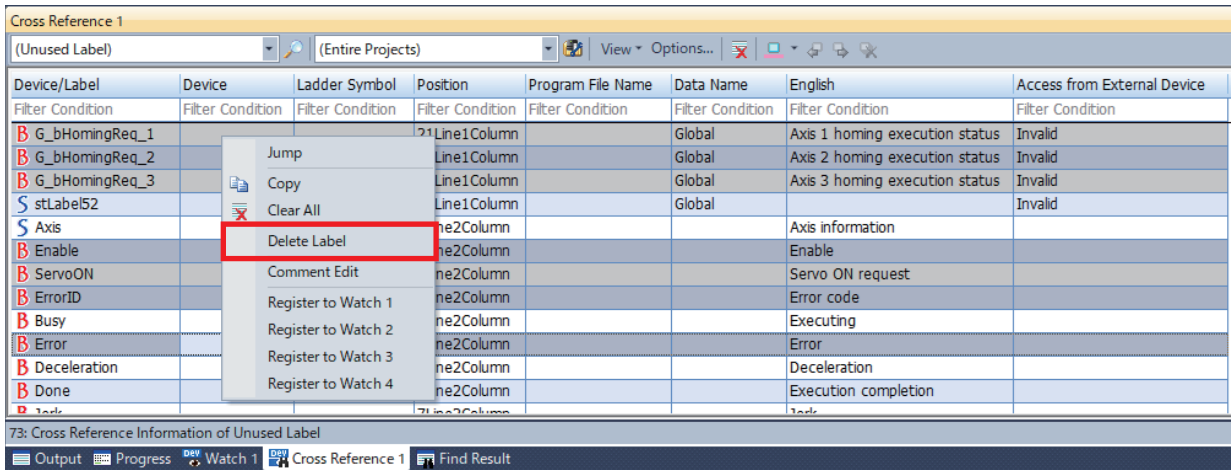 Cross Reference 1
(Unused Label) (Entire Projects) View Options...
Device/Label Device Ladder Symbol Position Program File Name Data Name English Access from External Device
Filter Condition Filter Condition Filter Condition Filter Condition Filter Condition Filter Condition Filter Condition Filter Condition
B G_bHomingReq_1 21Line1Column Global Axis 1 homing execution status Invalid
B G_bHomingReq_2 Line1Column Global Axis 2 homing execution status Invalid
B G_bHomingReq_3 Line1Column Global Axis 3 homing execution status Invalid
S stLabel52 Line1Column Global Invalid
S Axis ne2Column Axis information
B Enable ne2Column Enable
B ServoON ne2Column Servo ON request
B ErrorID ne2Column Error code
B Busy ne2Column Executing
B Error ne2Column Error
B Deceleration ne2Column Deceleration
B Done ne2Column Execution completion
B Jerk 7Line2Column Jerk
Jump
Copy
Clear All
Delete Label
Comment Edit
Register to Watch 1
Register to Watch 2
Register to Watch 3
Register to Watch 4
73: Cross Reference Information of Unused Label
Output Progress Watch 1 Cross Reference 1 Find Result